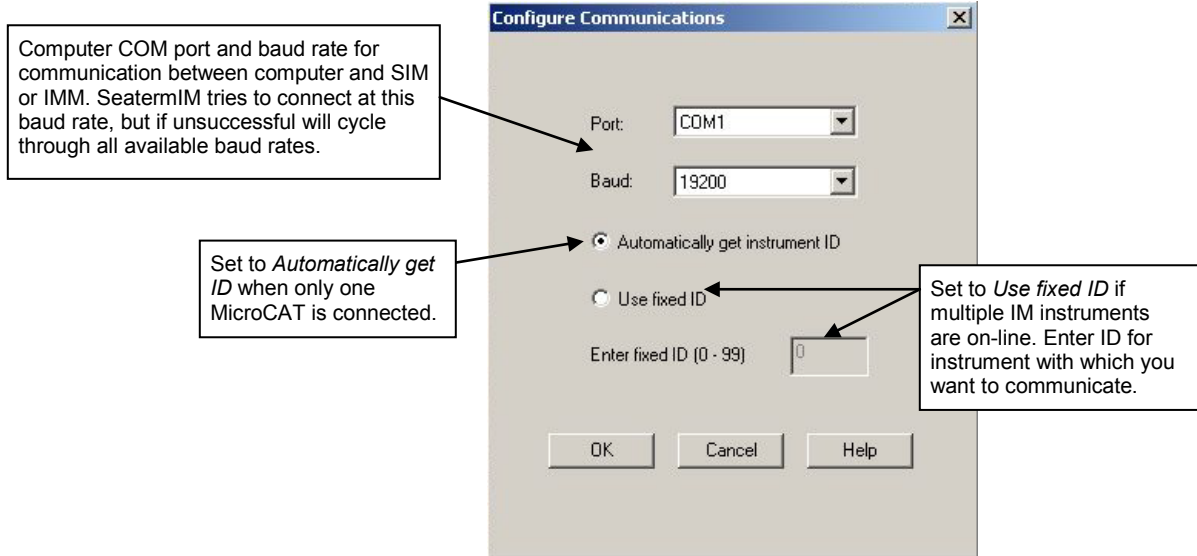 Configure Communications
Computer COM port and baud rate for
communication between computer and SIM
or IMM. SeatermIM tries to connect at this
baud rate, but if unsuccessful will cycle
through all available baud rates.
Port:
COM1
Baud:
19200
Automatically get instrument ID
Set to Automatically get
ID when only one
MicroCAT is connected.
Use fixed ID
Set to Use fixed ID if
multiple IM instruments
are on-line. Enter ID for
instrument with which you
want to communicate.
Enter fixed ID (0 - 99)
0
OK
Cancel
Help